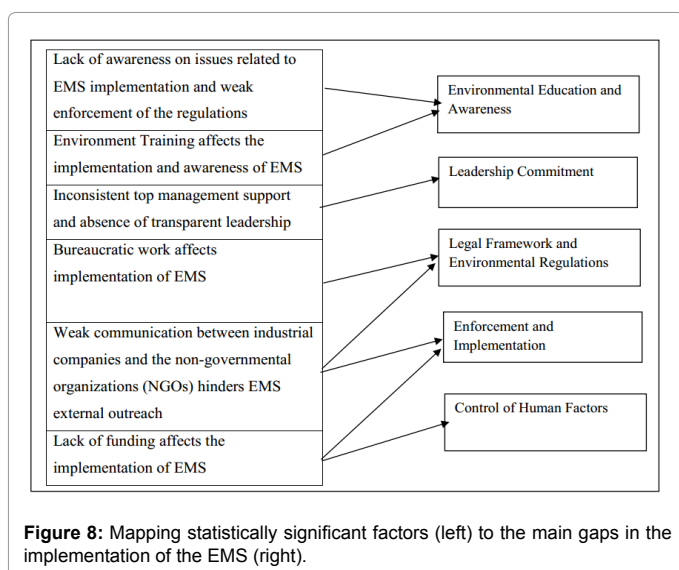 Lack of awareness on issues related to
EMS implementation and weak
enforcement of the regulations
Environment Training affects the
implementation and awareness of EMS
Inconsistent top management support
and absence of transparent leadership
Bureaucratic work affects
implementation of EMS
Weak communication between industrial
companies and the non-governmental
organizations (NGOs) hinders EMS
external outreach
Lack of funding affects the
implementation of EMS
Environmental Education and
Awareness
Leadership Commitment
Legal Framework and
Environmental Regulations
Enforcement and
Implementation
Control of Human Factors
Figure 8: Mapping statistically significant factors (left) to the main gaps in the
implementation of the EMS (right).